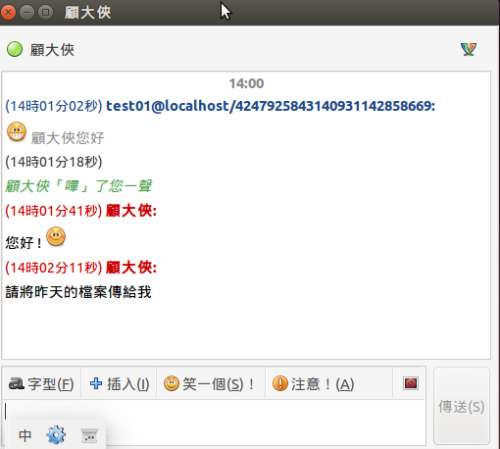 顧大俠
顧大俠
14:00
(14時01分02秒) test01@localhost/4247925843140931142858669:
顧大俠您好
(14時01分18秒)
顧大俠「嗶」了您一聲
(14時01分41秒) 顧大俠:
您好!
(14時02分11秒) 顧大俠:
請將昨天的檔案傳給我
字型(F) 插入(I) 笑一個(S)! 注意!(A)
傳送(S)
中